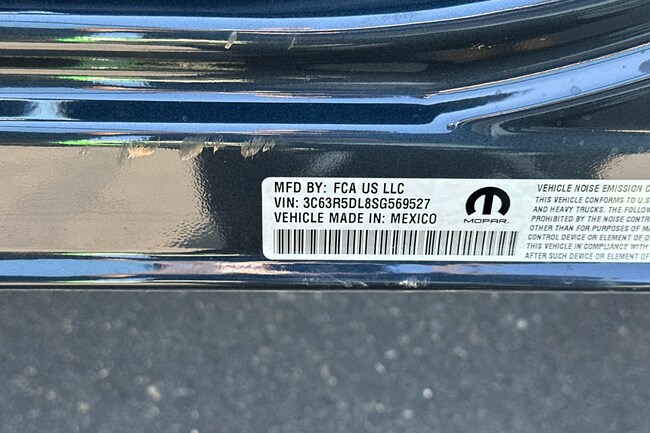 MFD BY: FCA US LLC
VIN: 3C63R5DL8SG569527
VEHICLE MADE IN: MEXICO
MOPAR
VEHICLE NOISE EMISSION C
THIS VEHICLE CONFORMS TO U.S
AND HEAVY TRUCKS. THE FOLLOW
PROHIBITED BY THE NOISE CONTRO
OTHER THAN FOR PURPOSES OF MA
CONTROL DEVICE OR ELEMENT OF D
THIS VEHICLE IN COMPLIANCE WITH
AFTER SUCH DEVICE OR ELEMENT OF